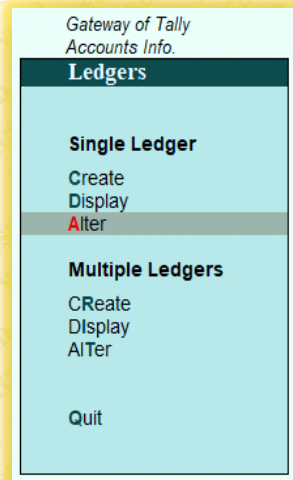 Gateway of Tally
Accounts Info.
Ledgers
Single Ledger
Create
Display
Alter
Multiple Ledgers
CReate
DIsplay
AlTer
Quit